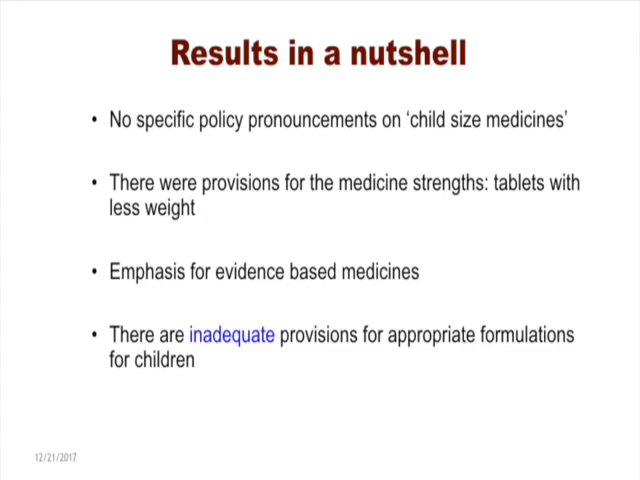 Results in a nutshell
• No specific policy pronouncements on ‘child size medicines’
• There were provisions for the medicine strengths: tablets with
less weight
• Emphasis for evidence based medicines
• There are inadequate provisions for appropriate formulations
for children
12/21/2017